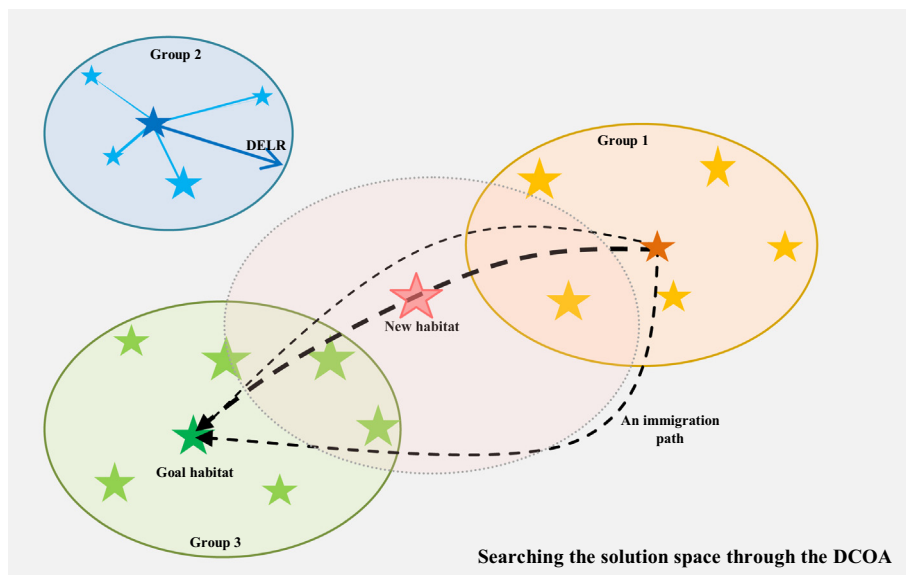 Group 2
DELR
Group 1
New habitat
An immigration
path
Goal habitat
Group 3
Searching the solution space through the DCOA